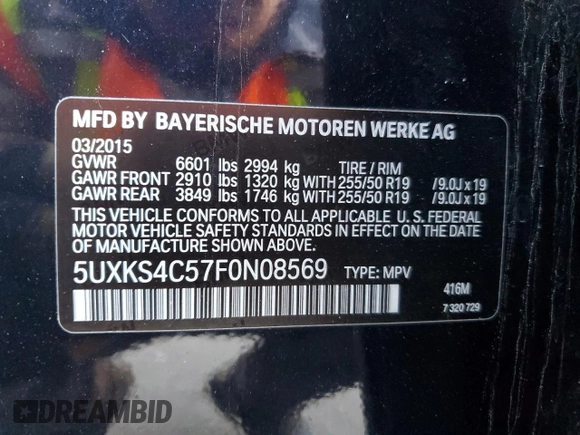 MFD BY BAYERISCHE MOTOREN WERKE AG
03/2015
GVWR 6601 lbs 2994 kg TIRE / RIM
GAWR FRONT 2910 lbs 1320 kg WITH 255/50 R19 /9.0J x 19
GAWR REAR 3849 lbs 1746 kg WITH 255/50 R19 /9.0J x 19
THIS VEHICLE CONFORMS TO ALL APPLICABLE U. S. FEDERAL
MOTOR VEHICLE SAFETY STANDARDS IN EFFECT ON THE
DATE OF MANUFACTURE SHOWN ABOVE.
5UXKS4C57F0N08569 TYPE: MPV
416M
7 320 729
DREAMBID